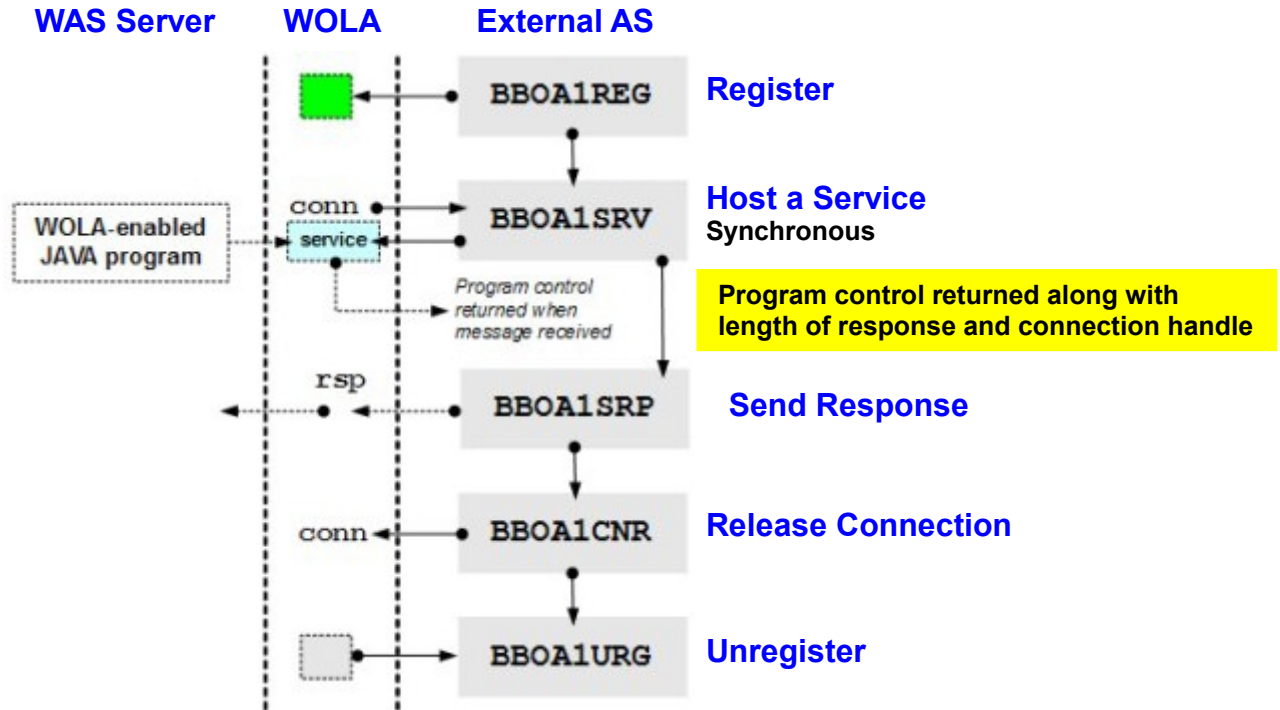 WAS Server
WOLA
External AS
BBOA1REG
Register
conn
BBOA1SRV
Host a Service
Synchronous
WOLA-enabled
JAVA program
service
Program control
returned when
message received
Program control returned along with
length of response and connection handle
rsp
BBOA1SRP
Send Response
conn
BBOA1CNR
Release Connection
BBOA1URG
Unregister